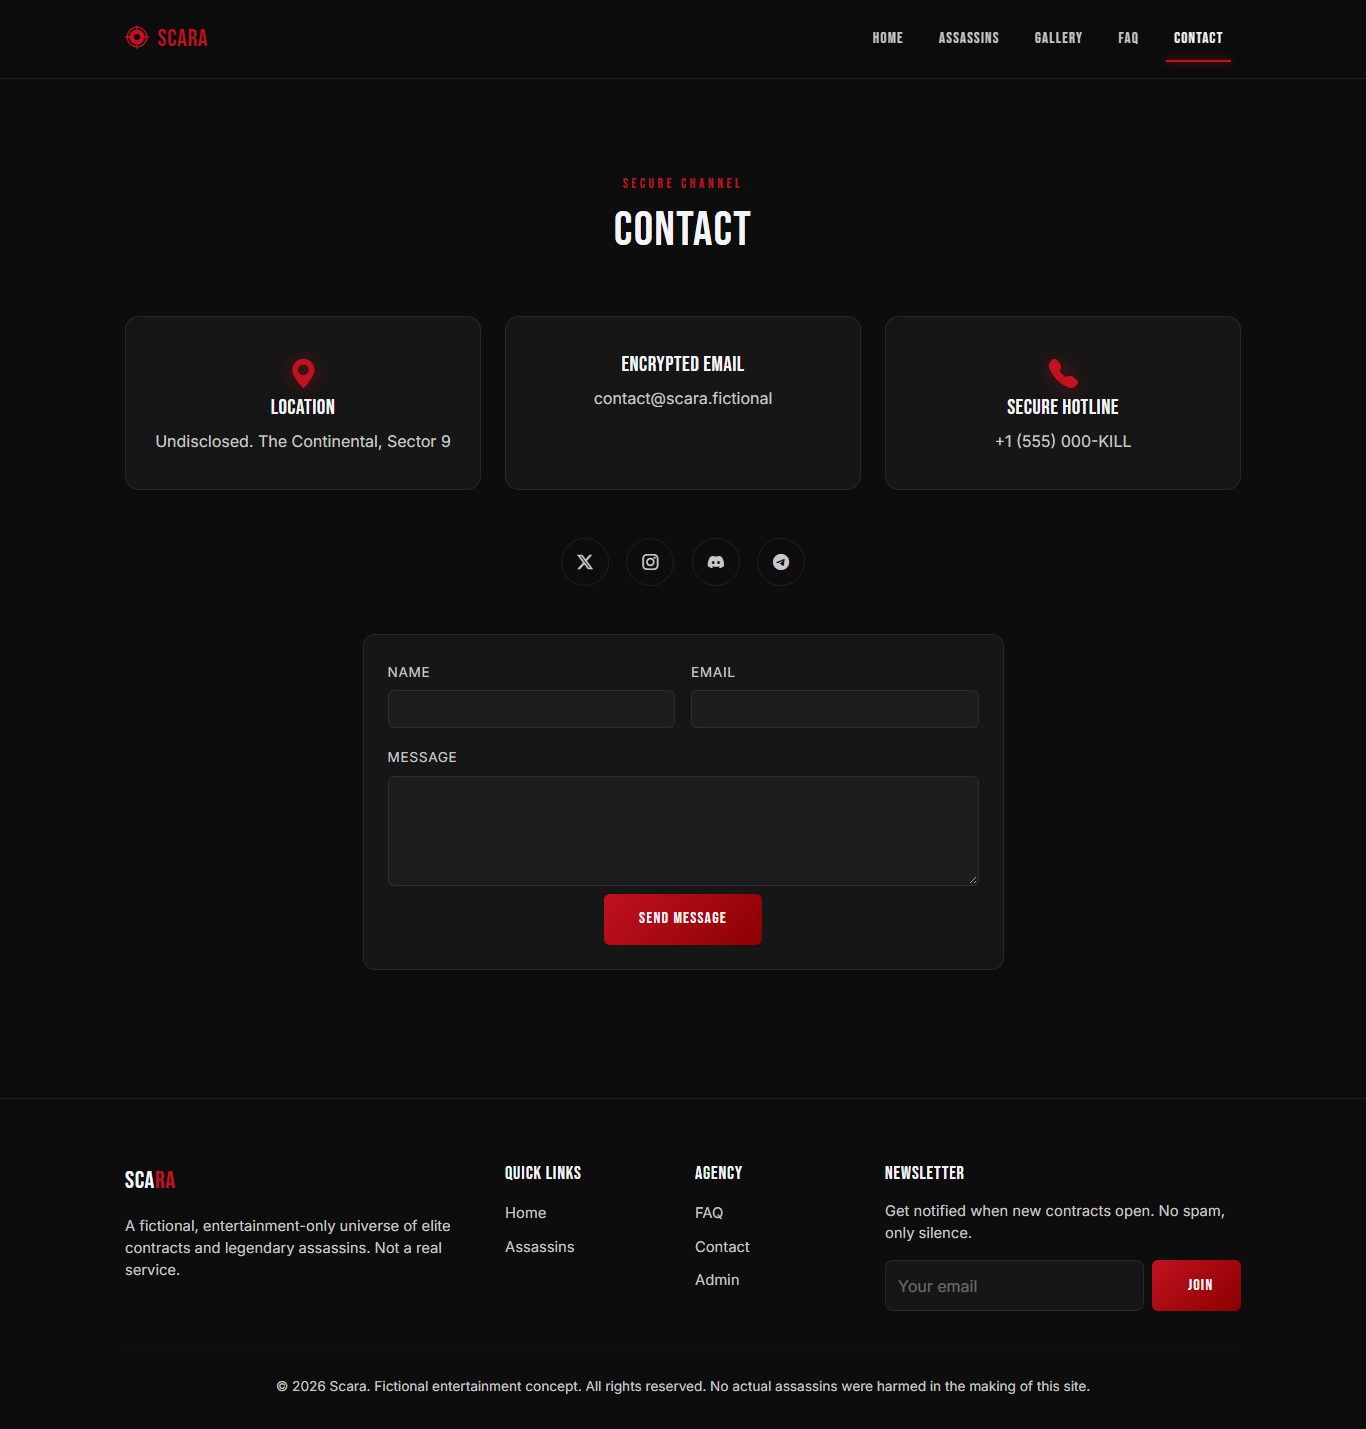 SCARA
HOME ASSASSINS GALLERY FAQ CONTACT
SECURE CHANNEL
CONTACT
LOCATION
Undisclosed. The Continental, Sector 9
ENCRYPTED EMAIL
contact@scara.fictional
SECURE HOTLINE
+1 (555) 000-KILL
NAME
EMAIL
MESSAGE
SEND MESSAGE
SCARA
A fictional, entertainment-only universe of elite
contracts and legendary assassins. Not a real
service.
QUICK LINKS
Home
Assassins
AGENCY
FAQ
Contact
Admin
NEWSLETTER
Get notified when new contracts open. No spam,
only silence.
Your email
JOIN
© 2026 Scara. Fictional entertainment concept. All rights reserved. No actual assassins were harmed in the making of this site.